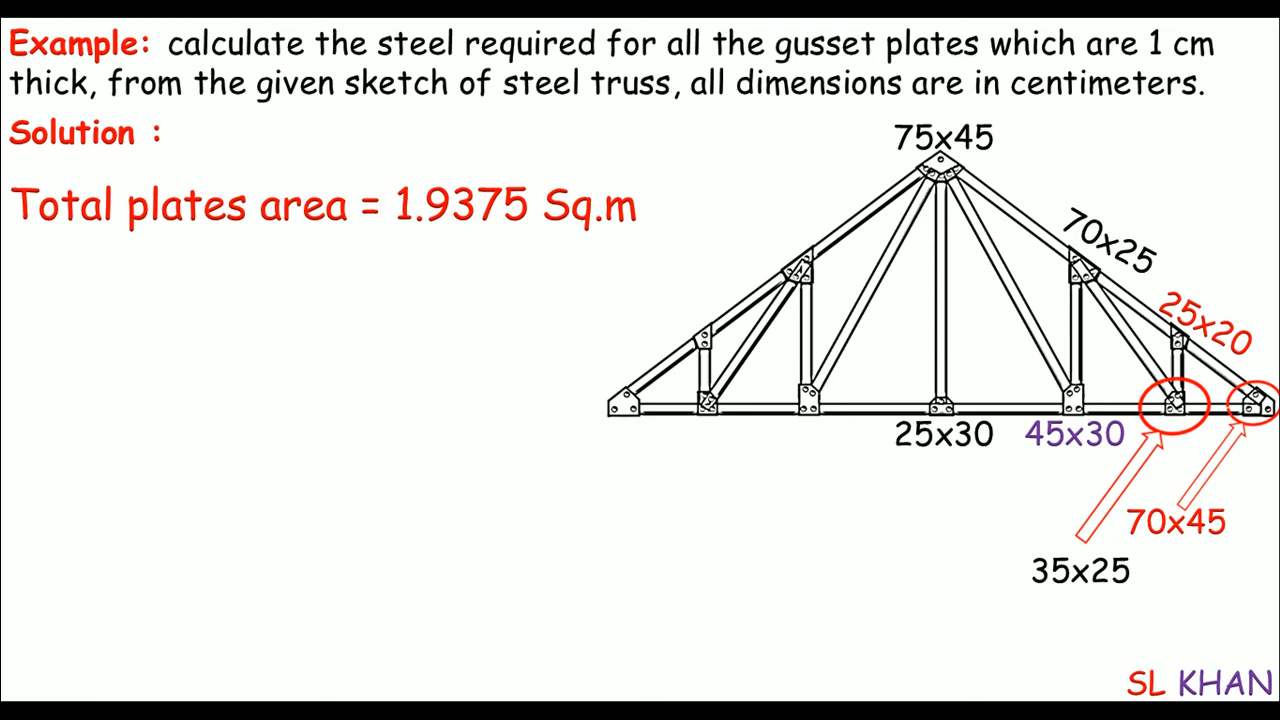 Example: calculate the steel required for all the gusset plates which are 1 cm
thick, from the given sketch of steel truss, all dimensions are in centimeters.
Solution :
Total plates area = 1.9375 Sq.m
75x45
70x25
25x20
25x30
45x30
70x45
35x25
SL KHAN